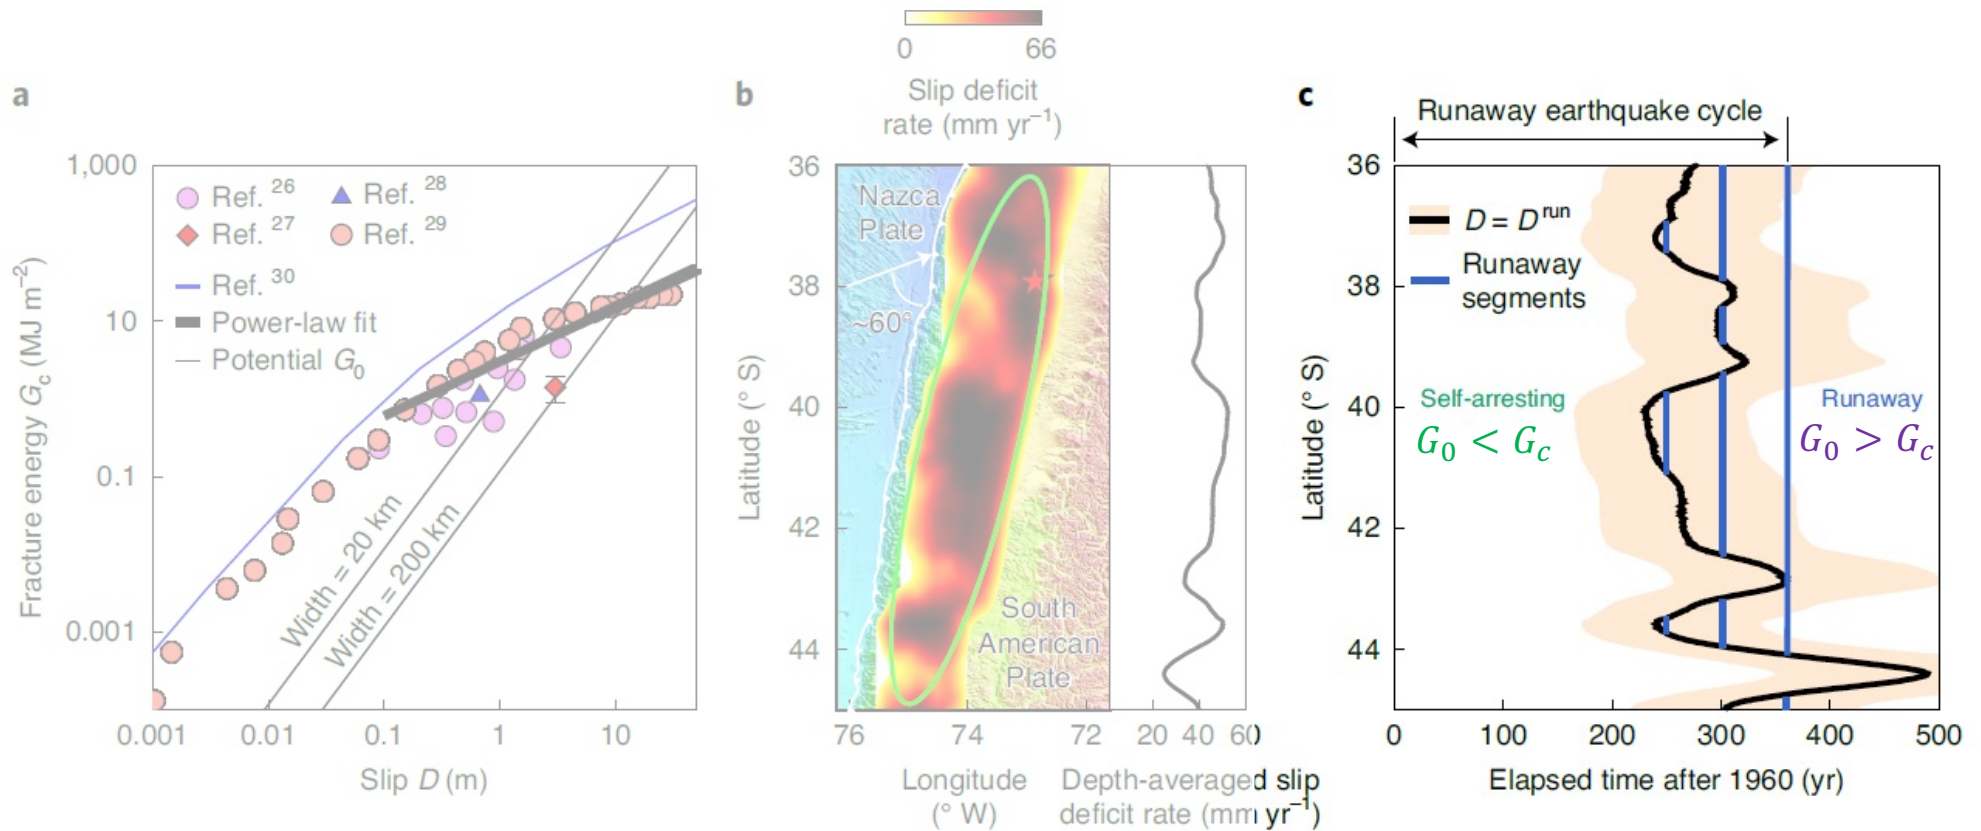 0
66
Slip deficit
rate (mm yr⁻¹)
a
1,000
10
0.1
0.001
Fracture energy Gc (MJ m⁻²)
Ref. 26
Ref. 28
Ref. 27
Ref. 29
Ref. 30
Power-law fit
Potential G₀
Width = 20 km
Width = 200 km
0.001
0.01
0.1
1
10
Slip D (m)
b
36
38
40
42
44
Latitude (° S)
Nazca
Plate
~60°
South
American
Plate
76
74
72
Longitude
(° W)
20
40
60
Depth-averaged slip
deficit rate (mm yr⁻¹)
c
Runaway earthquake cycle
36
38
40
42
44
Latitude (° S)
D = D^run
Runaway
segments
Self-arresting
G₀ < Gc
Runaway
G₀ > Gc
0
100
200
300
400
500
Elapsed time after 1960 (yr)